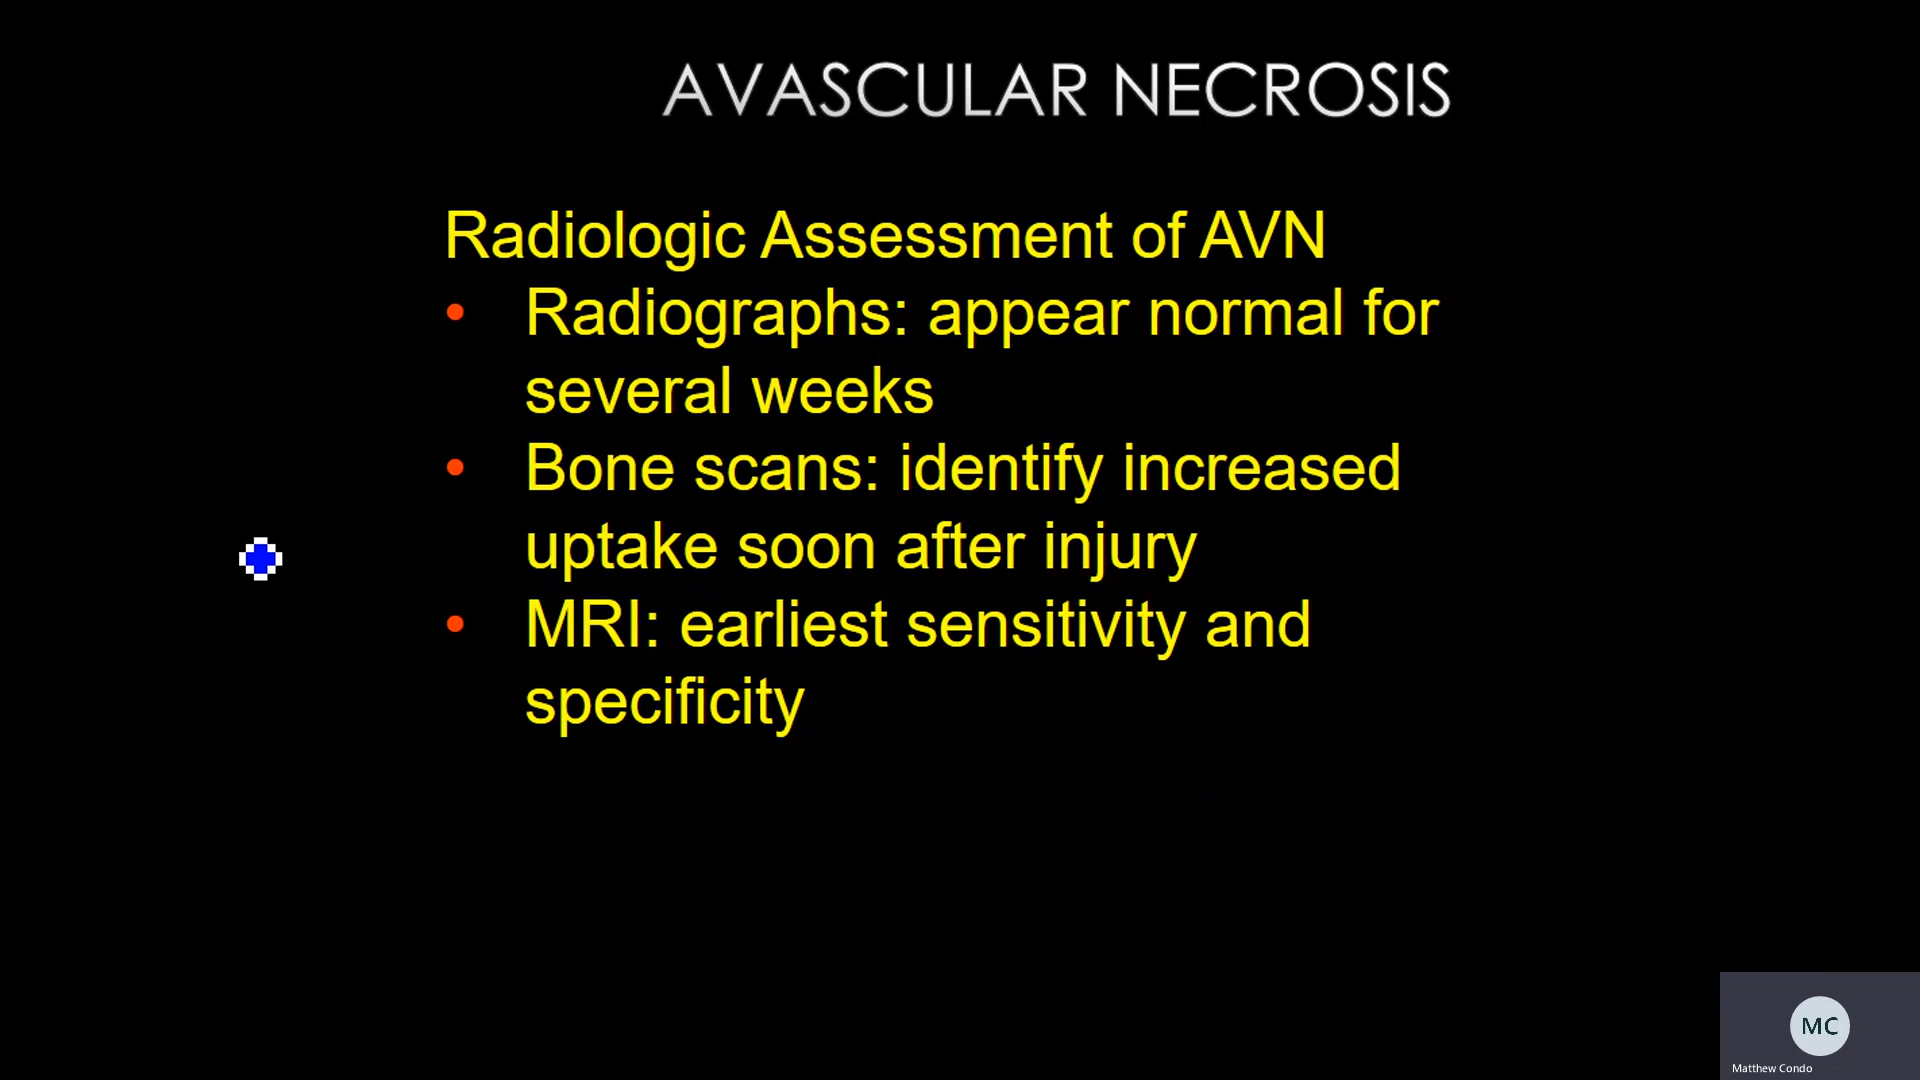 AVASCULAR NECROSIS
Radiologic Assessment of AVN
• Radiographs: appear normal for
several weeks
• Bone scans: identify increased
uptake soon after injury
• MRI: earliest sensitivity and
specificity
MC
Matthew Condo